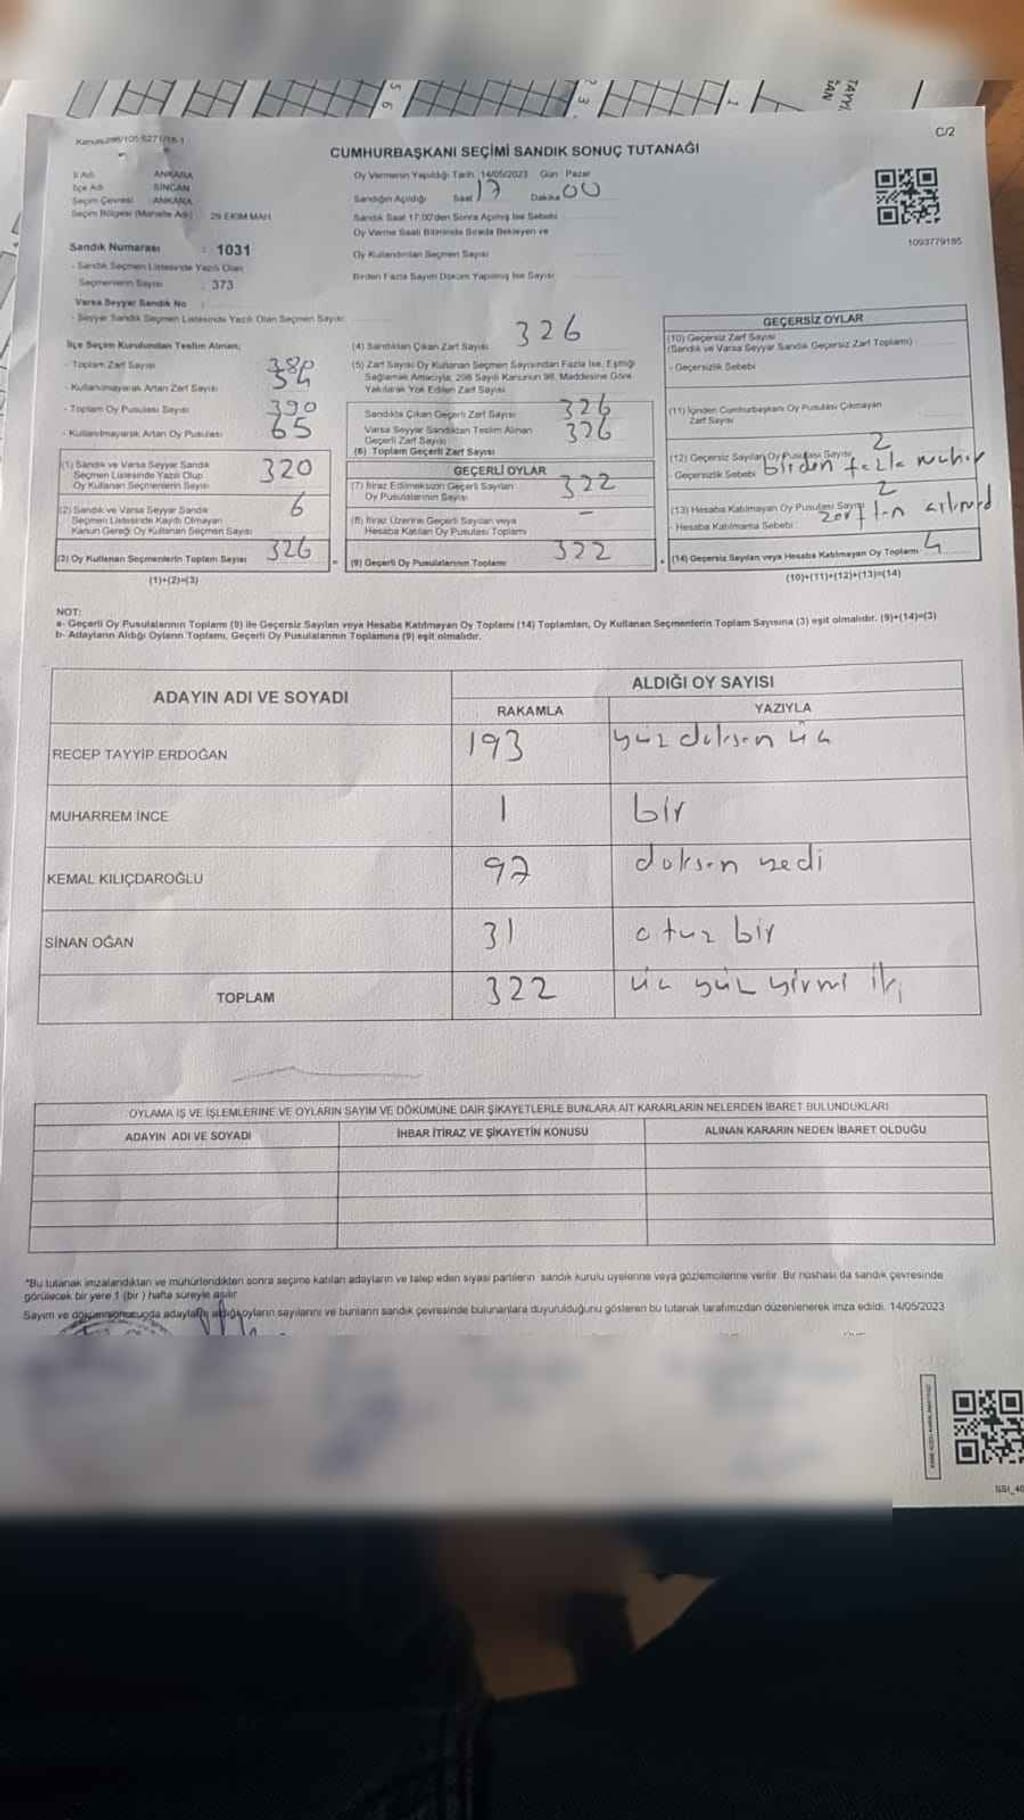 C/2
CUMHURBAŞKANI SEÇİMİ SANDIK SONUÇ TUTANAĞI
İl Adı ANKARA
İlçe Adı SİNCAN
Seçim Çevresi : ANKARA
Seçim Bölgesi (Mahalle Adı) : 29 EKİM MAH.
Oy Vermenin Yapıldığı Tarih 14/05/2023 Gün Pazar
Sandığın Açıldığı Saat 17 Dakika 00
Sandık Saat 17:00'den Sonra Açılmış İse Sebebi
Oy Verme Saati Bitiminde Sırada Bekleyen ve
Oy Kullandırılan Seçmen Sayısı
Birden Fazla Sayım Döküm Yapılmış İse Sayısı
1093779185
Sandık Numarası : 1031
- Sandık Seçmen Listesinde Yazılı Olan
Seçmenlerin Sayısı : 373
Varsa Seyyar Sandık No :
- Seyyar Sandık Seçmen Listesinde Yazılı Olan Seçmen Sayısı:
İlçe Seçim Kurulundan Teslim Alınan;
- Toplam Zarf Sayısı 380
- Kullanılmayarak Artan Zarf Sayısı 54
- Toplam Oy Pusulası Sayısı 390
- Kullanılmayarak Artan Oy Pusulası 65
(1) Sandık ve Varsa Seyyar Sandık
Seçmen Listesinde Yazılı Olup
Oy Kullanan Seçmenlerin Sayısı 320
(2) Sandık ve Varsa Seyyar Sandık
Seçmen Listesinde Kayıtlı Olmayan
Kanun Gereği Oy Kullanan Seçmen Sayısı 6
(3) Oy Kullanan Seçmenlerin Toplam Sayısı 326
(1)+(2)=(3)
(4) Sandıktan Çıkan Zarf Sayısı 326
(5) Zarf Sayısı Oy Kullanan Seçmen Sayısından Fazla İse, Eşitliği
Sağlamak Amacıyla; 298 Sayılı Kanunun 98. Maddesine Göre
Yakılarak Yok Edilen Zarf Sayısı
Sandıkta Çıkan Geçerli Zarf Sayısı 326
Varsa Seyyar Sandıktan Teslim Alınan
Geçerli Zarf Sayısı
(6) Toplam Geçerli Zarf Sayısı 326
GEÇERLİ OYLAR
(7) İtiraz Edilmeksizin Geçerli Sayılan
Oy Pusulalarının Sayısı 322
(8) İtiraz Üzerine Geçerli Sayılan veya
Hesaba Katılan Oy Pusulası Toplamı -
(9) Geçerli Oy Pusulalarının Toplamı 322
GEÇERSİZ OYLAR
(10) Geçersiz Zarf Sayısı
(Sandık ve Varsa Seyyar Sandık Geçersiz Zarf Toplamı)
- Geçersizlik Sebebi
(11) İçinden Cumhurbaşkanı Oy Pusulası Çıkmayan
Zarf Sayısı
(12) Geçersiz Sayılan Oy Pusulası Sayısı 2
- Geçersizlik Sebebi birden fazla mühür
(13) Hesaba Katılmayan Oy Pusulası Sayısı 2
- Hesaba Katılmama Sebebi :
(14) Geçersiz Sayılan veya Hesaba Katılmayan Oy Toplamı 4
(10)+(11)+(12)+(13)=(14)
NOT:
a- Geçerli Oy Pusulalarının Toplamı (9) ile Geçersiz Sayılan veya Hesaba Katılmayan Oy Toplamı (14) Toplamları, Oy Kullanan Seçmenlerin Toplam Sayısına (3) eşit olmalıdır. (9)+(14)=(3)
b- Adayların Aldığı Oyların Toplamı, Geçerli Oy Pusulalarının Toplamına (9) eşit olmalıdır.
ADAYIN ADI VE SOYADI ALDIĞI OY SAYISI
RAKAMLA YAZIYLA
RECEP TAYYİP ERDOĞAN 193 yüz doksan üç
MUHARREM İNCE 1 bir
KEMAL KILIÇDAROĞLU 97 doksan yedi
SİNAN OĞAN 31 otuz bir
TOPLAM 322 üç yüz yirmi iki
OYLAMA İŞ VE İŞLEMLERİNE VE OYLARIN SAYIM VE DÖKÜMÜNE DAİR ŞİKAYETLERLE BUNLARA AİT KARARLARIN NELERDEN İBARET BULUNDUKLARI
ADAYIN ADI VE SOYADI İHBAR İTİRAZ VE ŞİKAYETİN KONUSU ALINAN KARARIN NEDEN İBARET OLDUĞU
*Bu tutanak imzalandıktan ve mühürlendikten sonra seçime katılan adayların ve talep eden siyasi partilerin sandık kurulu üyelerine veya gözlemcilerine verilir. Bir nüshası da sandık çevresinde
görülecek bir yere 1 (bir) hafta süreyle asılır.
Sayım ve döküm sonucunda adayların aldığı oyların sayılarını ve bunların sandık çevresinde bulunanlara duyurulduğunu gösteren bu tutanak tarafımızdan düzenlenerek imza edildi. 14/05/2023